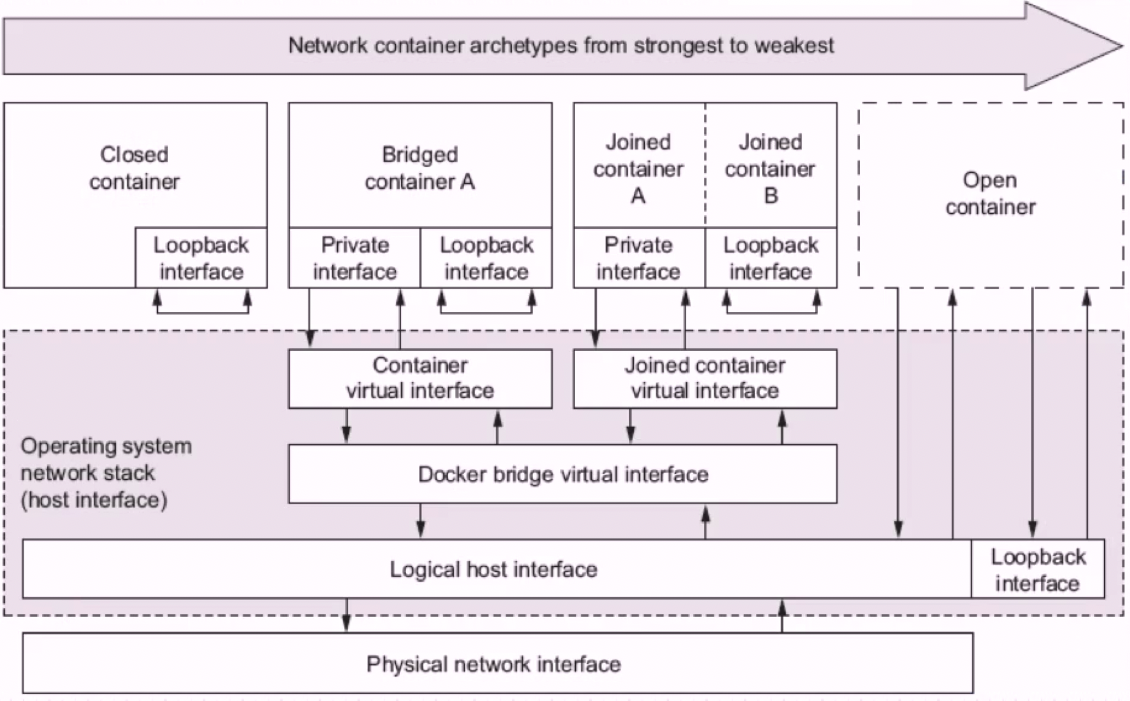 Network container archetypes from strongest to weakest
Closed
container
Loopback
interface
Bridged
container A
Private
interface
Loopback
interface
Joined
container
A
Joined
container
B
Private
interface
Loopback
interface
Open
container
Container
virtual interface
Joined container
virtual interface
Operating system
network stack
(host interface)
Docker bridge virtual interface
Logical host interface
Loopback
interface
Physical network interface